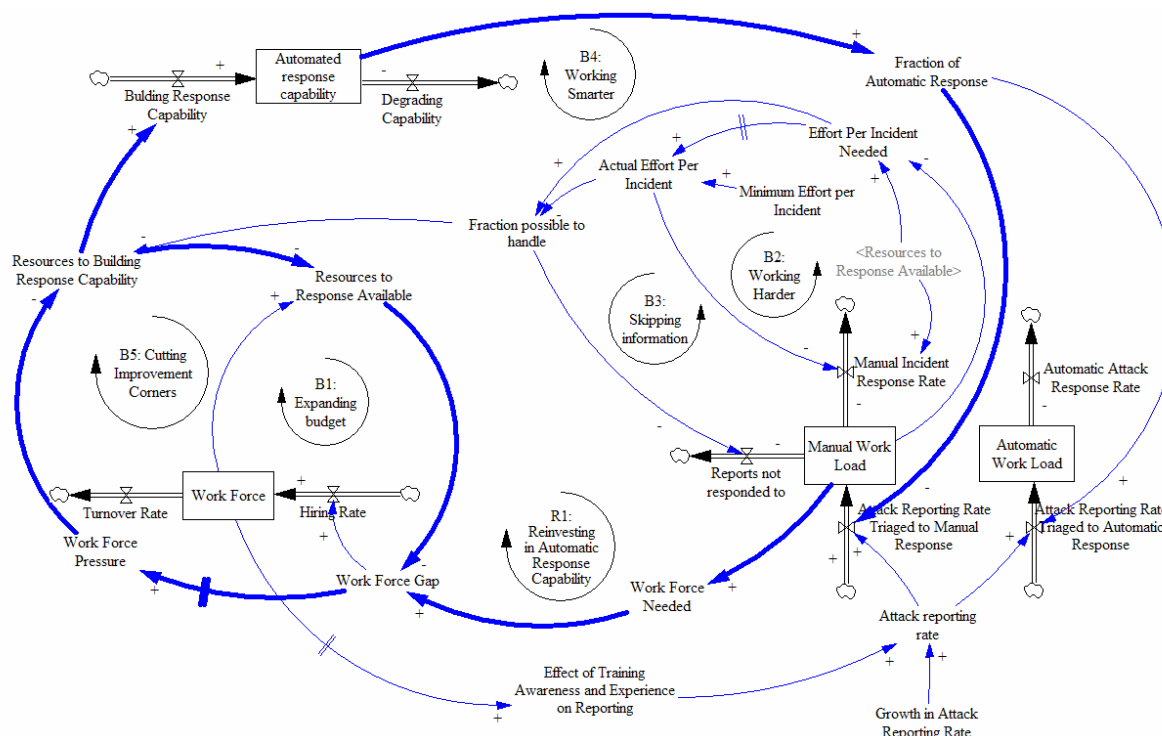 Automated
response
capability
Bulding Response
Capability
Degrading
Capability
B4:
Working
Smarter
Fraction of
Automatic Response
Effort Per Incident
Needed
Actual Effort Per
Incident
Minimum Effort per
Incident
Fraction possible to
handle
<Resources to
Response Available>
Resources to Building
Response Capability
Resources to
Response Available
B2:
Working
Harder
B3:
Skipping
information
B5: Cutting
Improvement
Corners
B1:
Expanding
budget
Manual Incident
Response Rate
Automatic Attack
Response Rate
Manual Work
Load
Automatic
Work Load
Reports not
responded to
Work Force
Turnover Rate
Hiring Rate
Attack Reporting Rate
Triaged to Manual
Response
Attack Reporting Rate
Triaged to Automatic
Response
R1:
Reinvesting
in Automatic
Response
Capability
Work Force
Pressure
Work Force Gap
Work Force
Needed
Attack reporting
rate
Effect of Training
Awareness and Experience
on Reporting
Growth in Attack
Reporting Rate